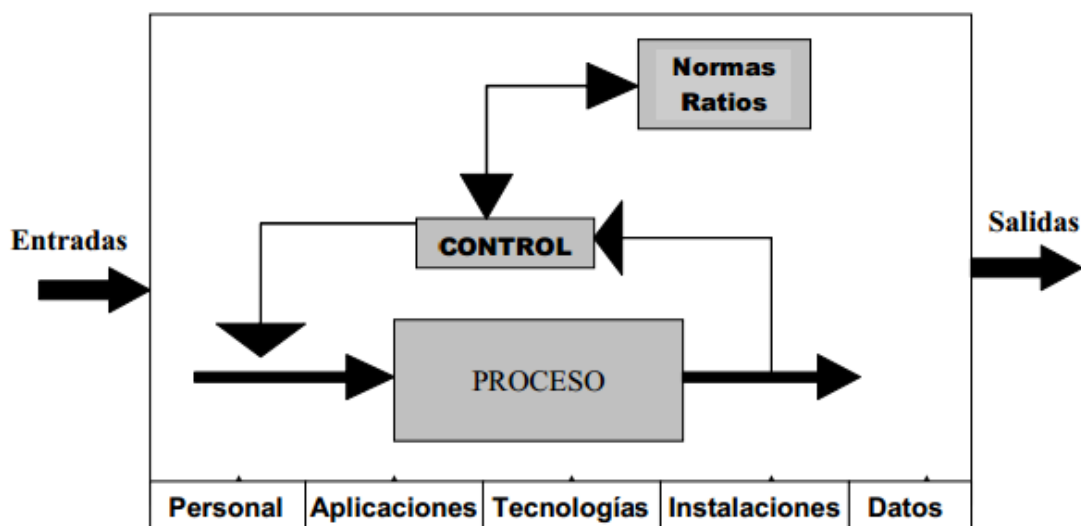 Normas
Ratios
Entradas
CONTROL
Salidas
PROCESO
Personal
Aplicaciones
Tecnologías
Instalaciones
Datos